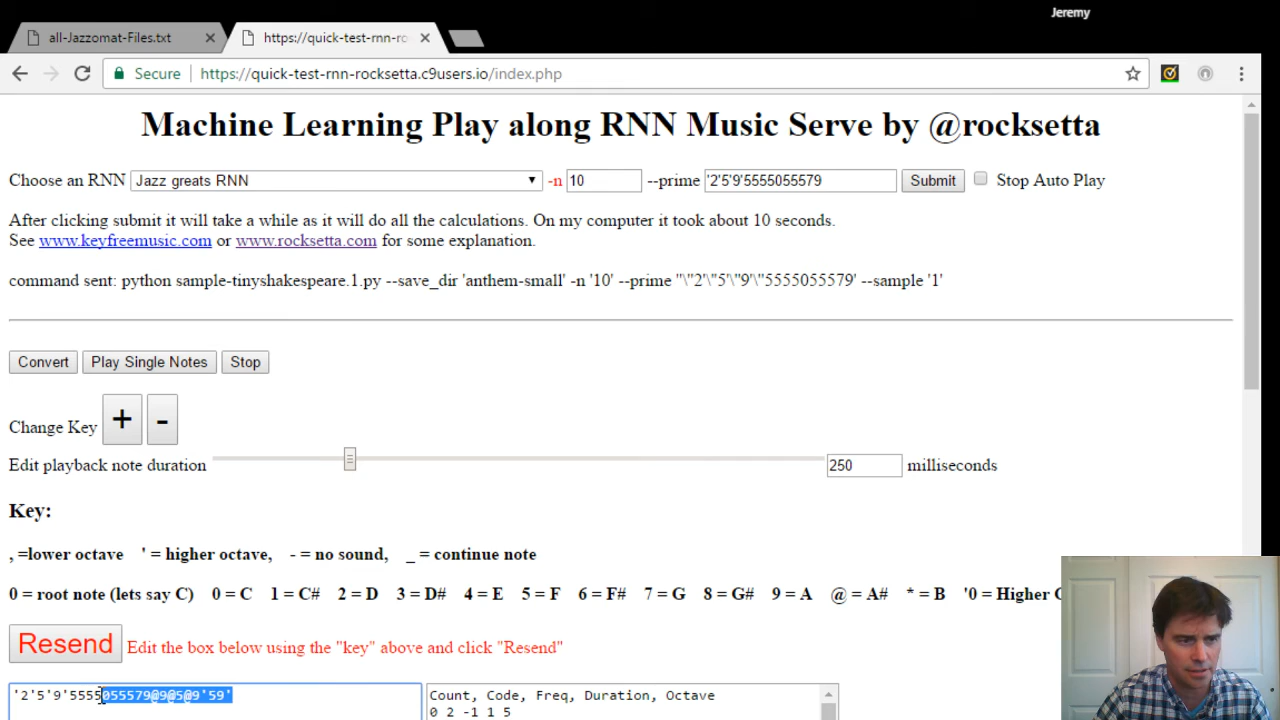 Jeremy
all-Jazzomat-Files.txt
https://quick-test-rnn-ro
Secure https://quick-test-rnn-rocksetta.c9users.io/index.php
Machine Learning Play along RNN Music Serve by @rocksetta
Choose an RNN Jazz greats RNN -n 10 --prime '2'5'9'5555055579 Submit Stop Auto Play
After clicking submit it will take a while as it will do all the calculations. On my computer it took about 10 seconds.
See www.keyfreemusic.com or www.rocksetta.com for some explanation.
command sent: python sample-tinyshakespeare.1.py --save_dir 'anthem-small' -n '10' --prime "\"2'\"5'\"9'\"5555055579' --sample '1'
Convert Play Single Notes Stop
Change Key + -
Edit playback note duration 250 milliseconds
Key:
, =lower octave ' = higher octave, - = no sound, _ = continue note
0 = root note (lets say C) 0 = C 1 = C# 2 = D 3 = D# 4 = E 5 = F 6 = F# 7 = G 8 = G# 9 = A @ = A# * = B '0 = Higher
Resend Edit the box below using the "key" above and click "Resend"
'2'5'9'5555055579@9@5@9'59'
Count, Code, Freq, Duration, Octave
0 2 -1 1 5